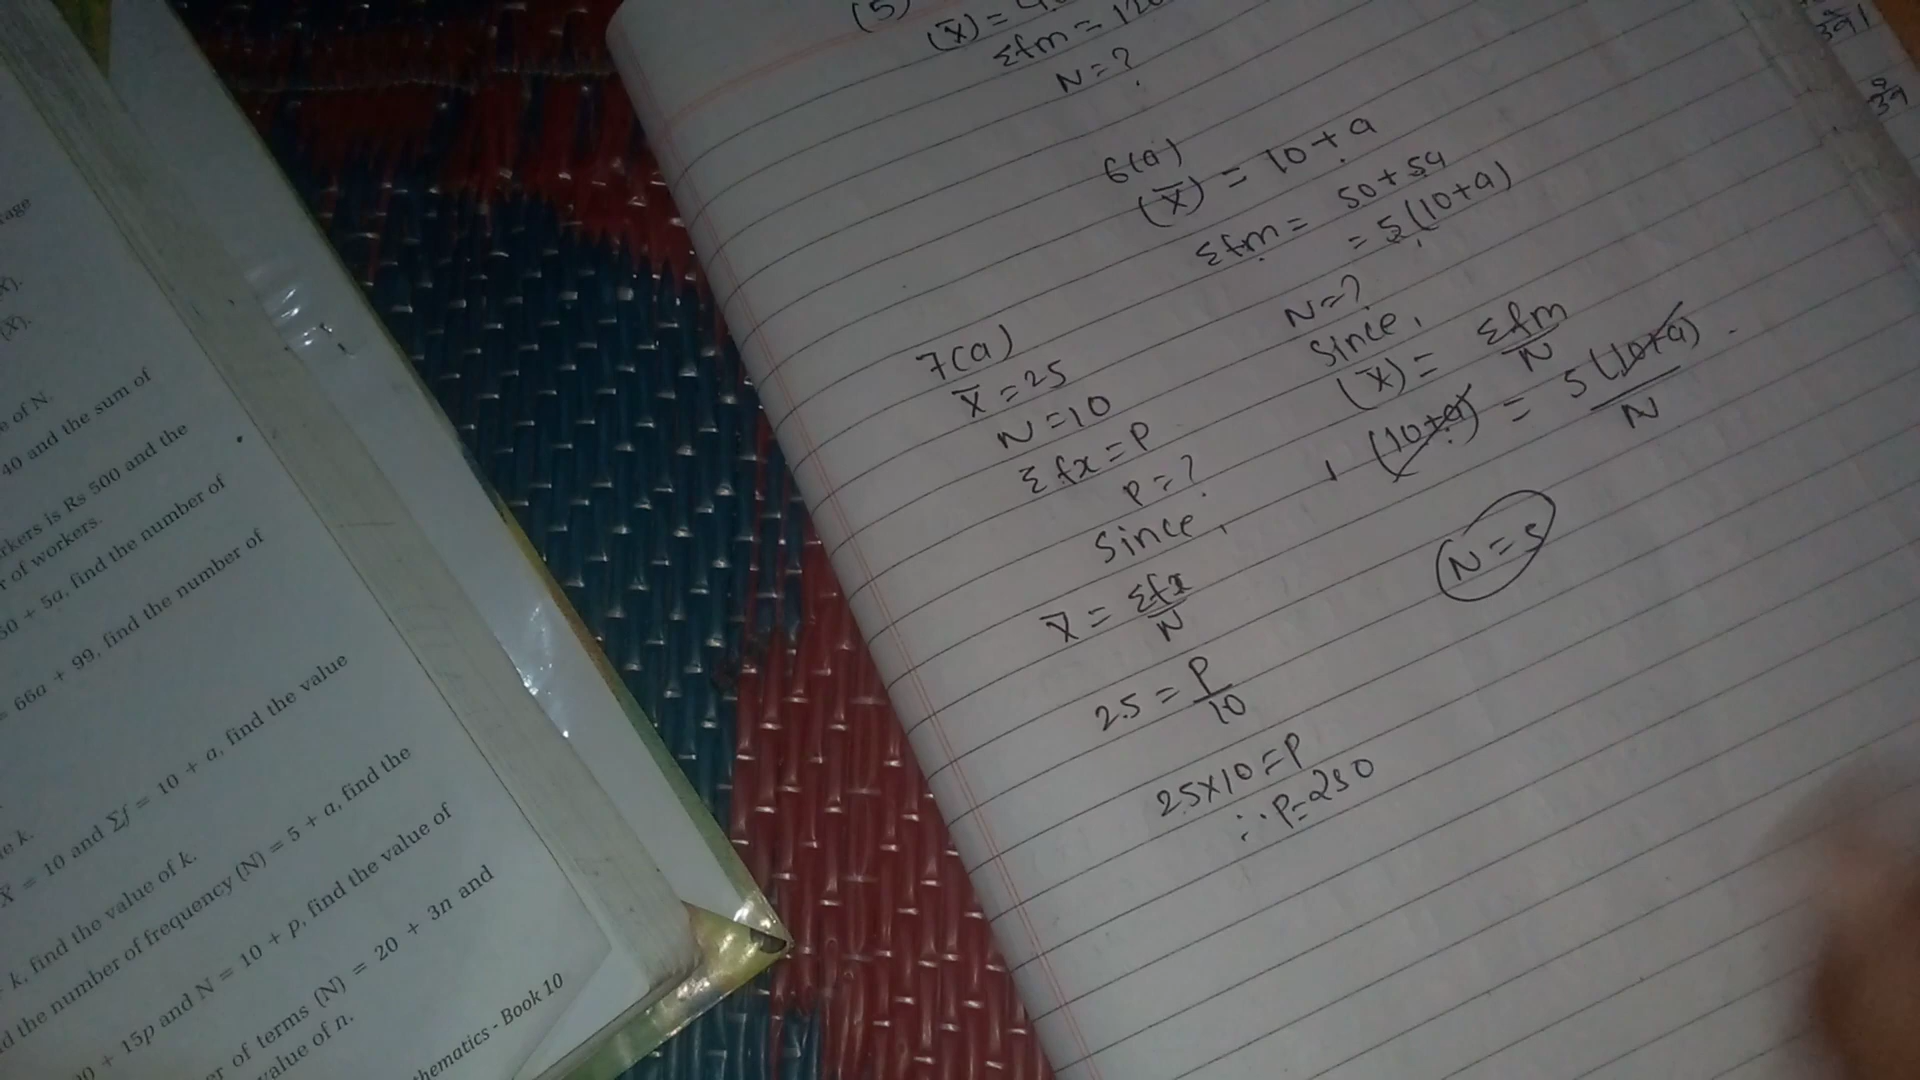 x̄).
(x̄).
e of N.
40 and the sum of
rkers is Rs 500 and the
r of workers.
50 + 5a, find the number of
= 66a + 99, find the number of
x̄ = 10 and Σf = 10 + a, find the value
e k.
k, find the value of k.
d the number of frequency (N) = 5 + a, find the
0 + 15p and N = 10 + p, find the value of
er of terms (N) = 20 + 3n and
value of n.
thematics - Book 10
(5)
(x̄) =
Σfm =
N = ?
6(a)
(x̄) = 10 + a
Σfm = 50 + 5a
= 5(10+a)
N = ?
Since,
(x̄) = Σfm/N
, (10+a) = 5(10+a)/N
N = 5
7(a)
x̄ = 25
N = 10
Σfx = P
P = ?
Since,
x̄ = Σfx/N
25 = P/10
25×10 = P
∴ P = 250